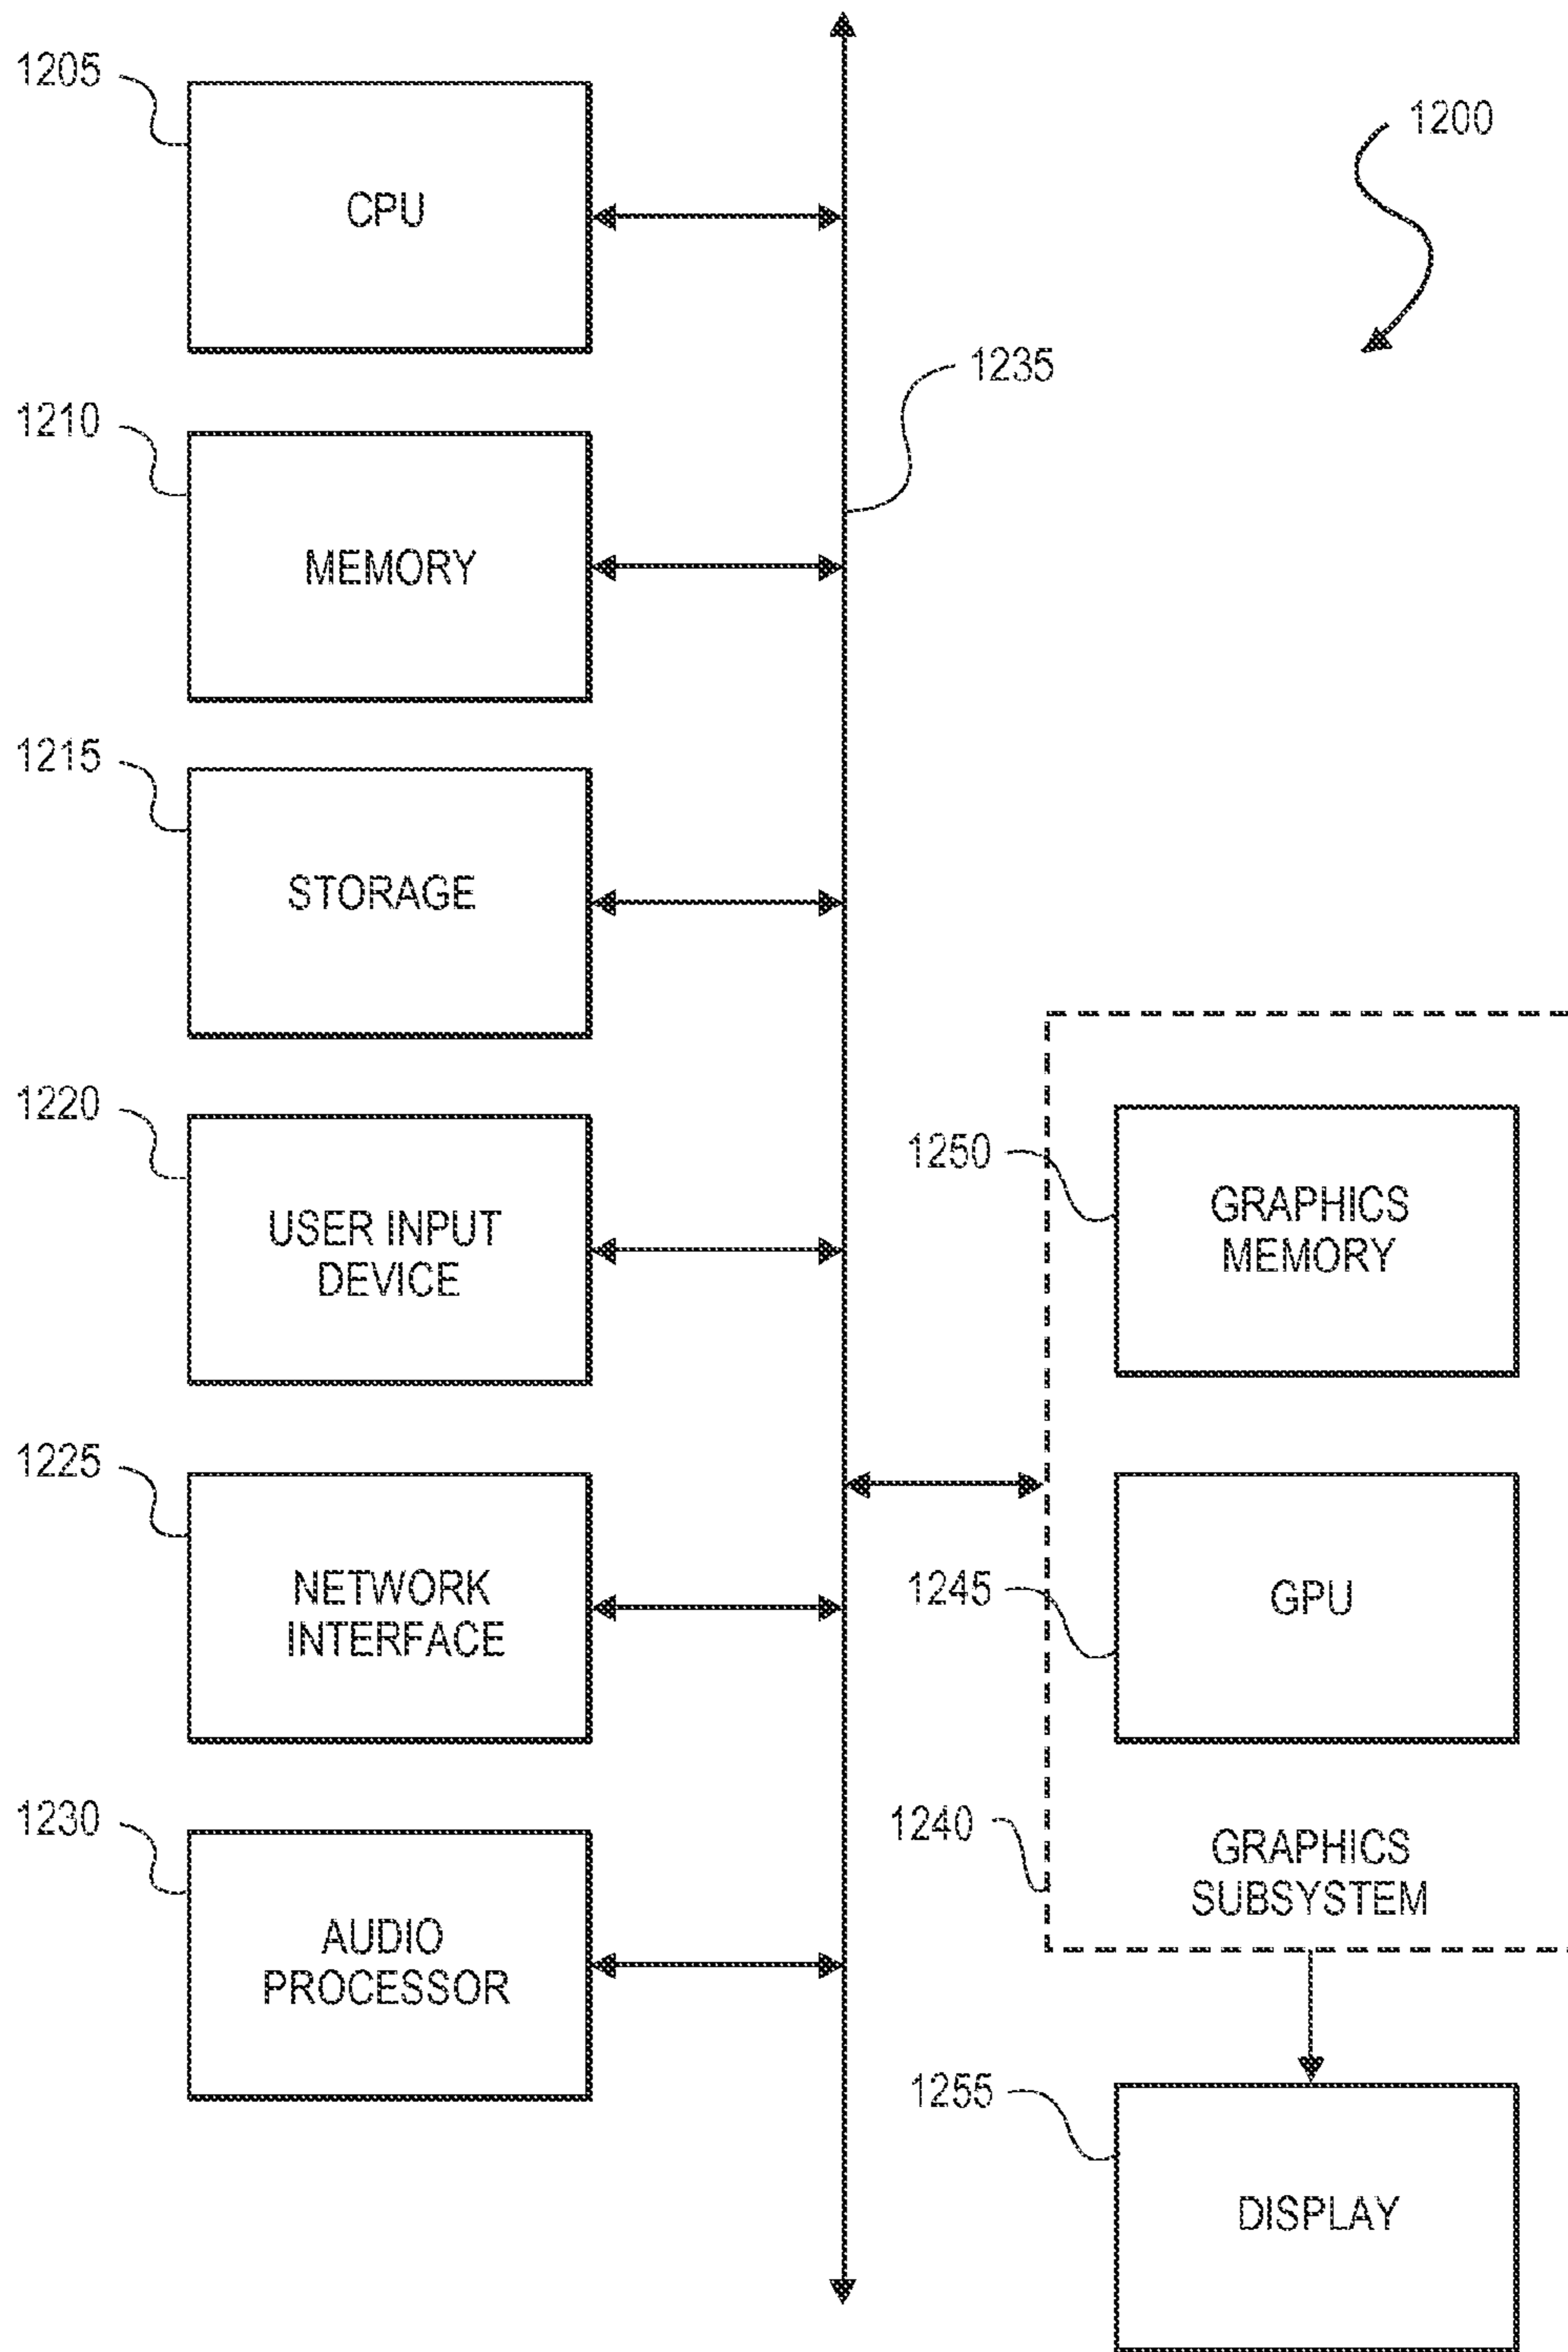 1205
CPU
1200
1235
1210
MEMORY
1215
STORAGE
1220
USER INPUT
DEVICE
1250
GRAPHICS
MEMORY
1225
NETWORK
INTERFACE
1245
GPU
1230
AUDIO
PROCESSOR
1240
GRAPHICS
SUBSYSTEM
1255
DISPLAY